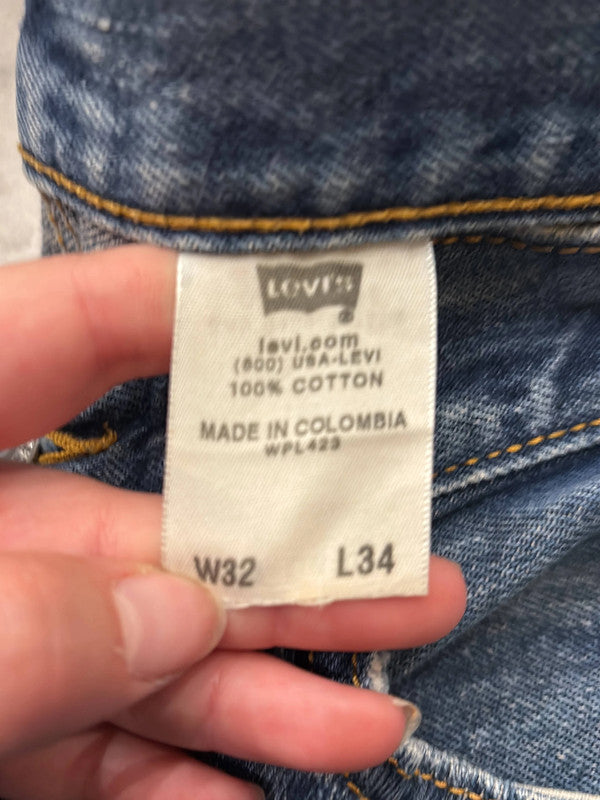 LEVI'S
®
levi.com
(800) USA-LEVI
100% COTTON
MADE IN COLOMBIA
WPL423
W32 L34